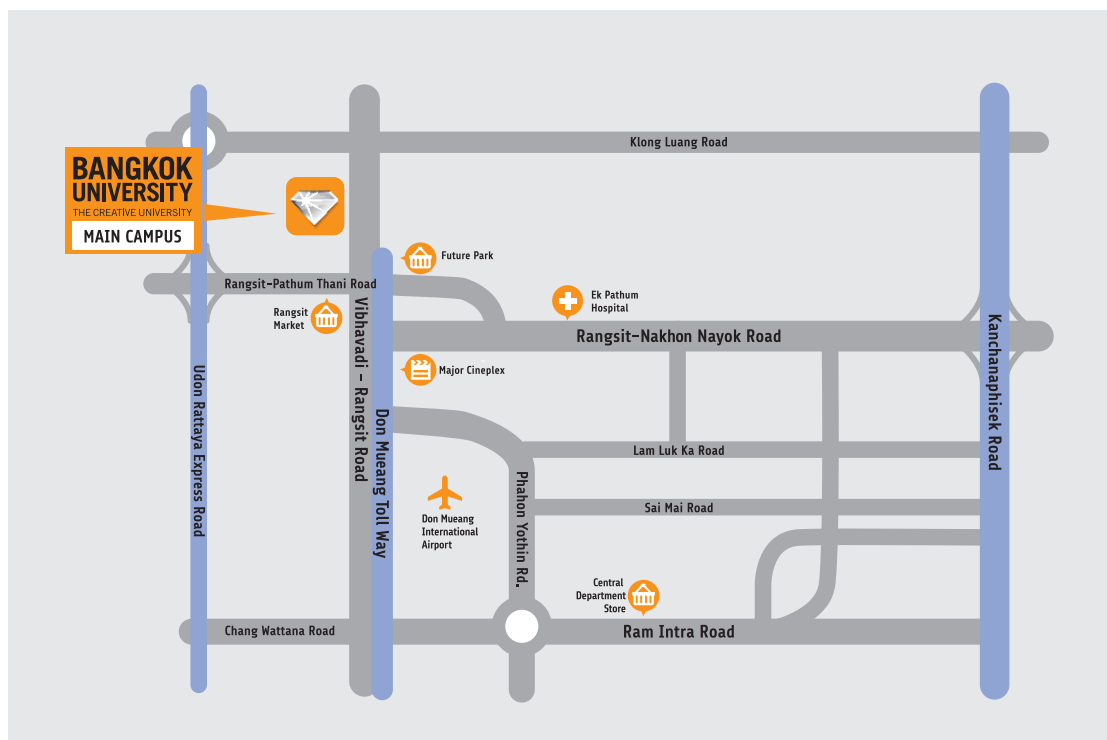 Klong Luang Road
BANGKOK
UNIVERSITY
THE CREATIVE UNIVERSITY
MAIN CAMPUS
Future Park
Rangsit-Pathum Thani Road
Rangsit
Market
Ek Pathum
Hospital
Rangsit-Nakhon Nayok Road
Vibhavadi - Rangsit Road
Major Cineplex
Kanchanaphisek Road
Udon Rattaya Express Road
Don Mueang Toll Way
Lam Luk Ka Road
Phahon Yothin Rd.
Sai Mai Road
Don Mueang
International
Airport
Central
Department
Store
Chang Wattana Road
Ram Intra Road